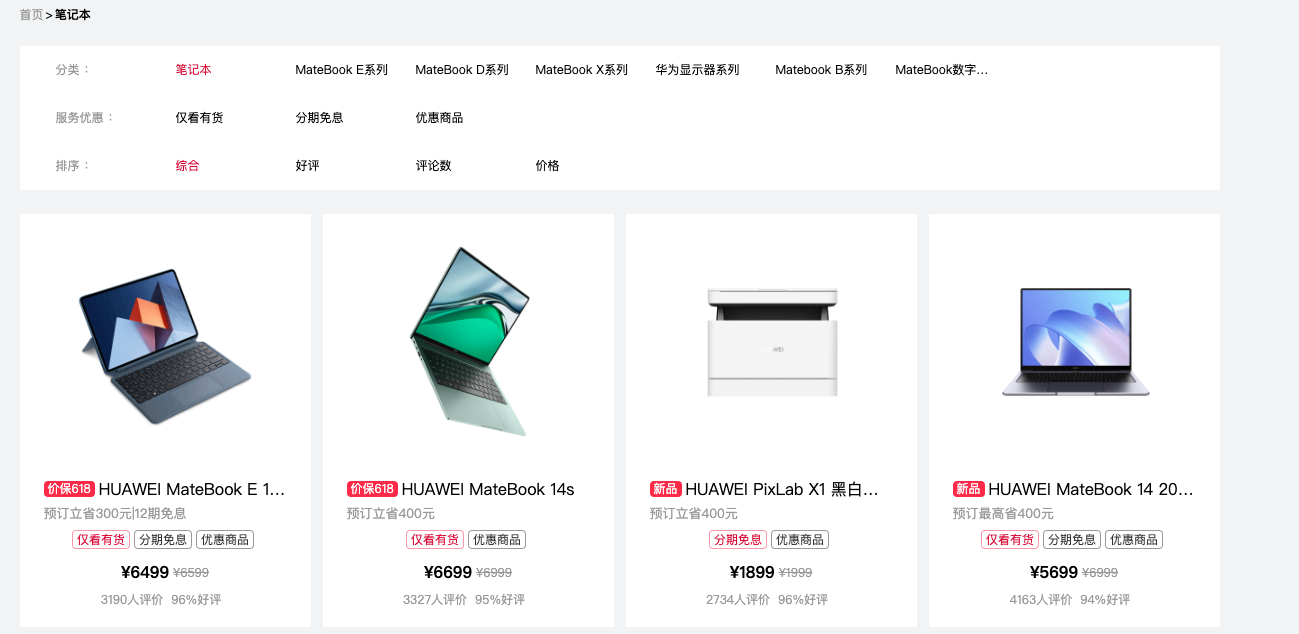 首页>笔记本
分类： 笔记本 MateBook E系列 MateBook D系列 MateBook X系列 华为显示器系列 Matebook B系列 MateBook数字...
服务优惠： 仅看有货 分期免息 优惠商品
排序： 综合 好评 评论数 价格
价保618 HUAWEI MateBook E 1...
预订立省300元|12期免息
仅看有货 分期免息 优惠商品
¥6499 ¥6599
3190人评价 96%好评
价保618 HUAWEI MateBook 14s
预订立省400元
仅看有货 优惠商品
¥6699 ¥6999
3327人评价 95%好评
新品 HUAWEI PixLab X1 黑白...
预订立省400元
分期免息 优惠商品
¥1899 ¥1999
2734人评价 96%好评
新品 HUAWEI MateBook 14 20...
预订最高省400元
仅看有货 分期免息 优惠商品
¥5699 ¥6999
4163人评价 94%好评